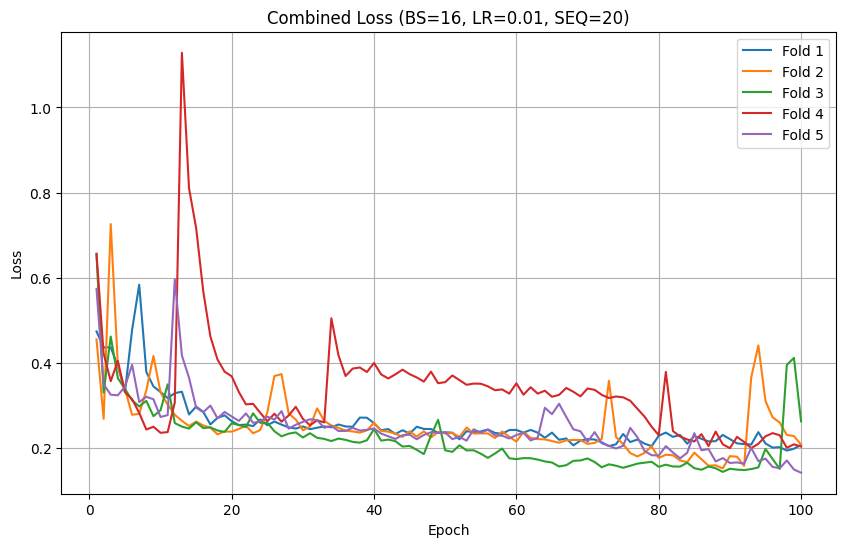 Combined Loss (BS=16, LR=0.01, SEQ=20)
Fold 1
Fold 2
Fold 3
Fold 4
Fold 5
Loss
1.0
0.8
0.6
0.4
0.2
0 20 40 60 80 100
Epoch